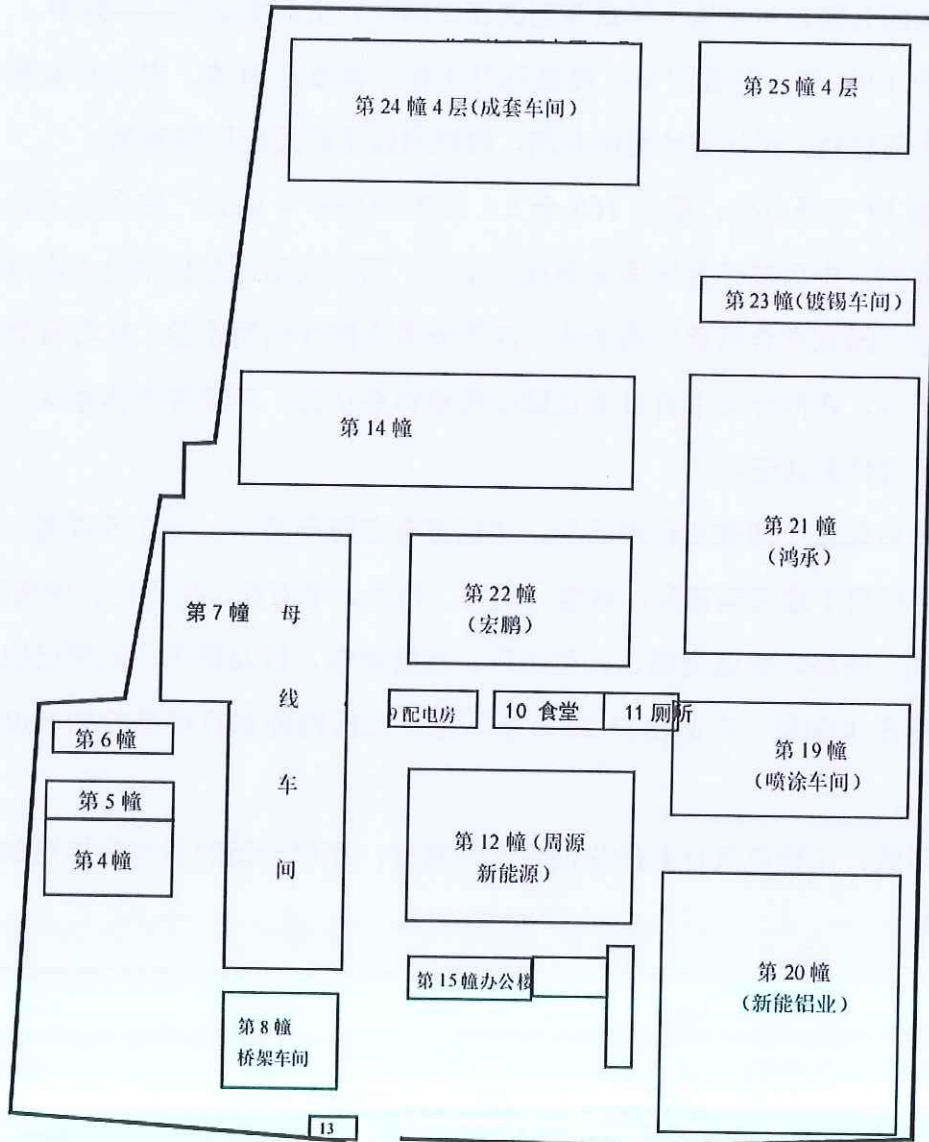 第 24 幢 4 层(成套车间)
第 25 幢 4 层
第 23 幢(镀锡车间)
第 14 幢
第 21 幢
(鸿承)
第 7 幢
母
线
车
间
第 22 幢
(宏鹏)
9 配电房
10 食堂
11 厕所
第 6 幢
第 19 幢
(喷涂车间)
第 5 幢
第 4 幢
第 12 幢 (周源
新能源)
第 15 幢办公楼
第 20 幢
(新能铝业)
第 8 幢
桥架车间
13